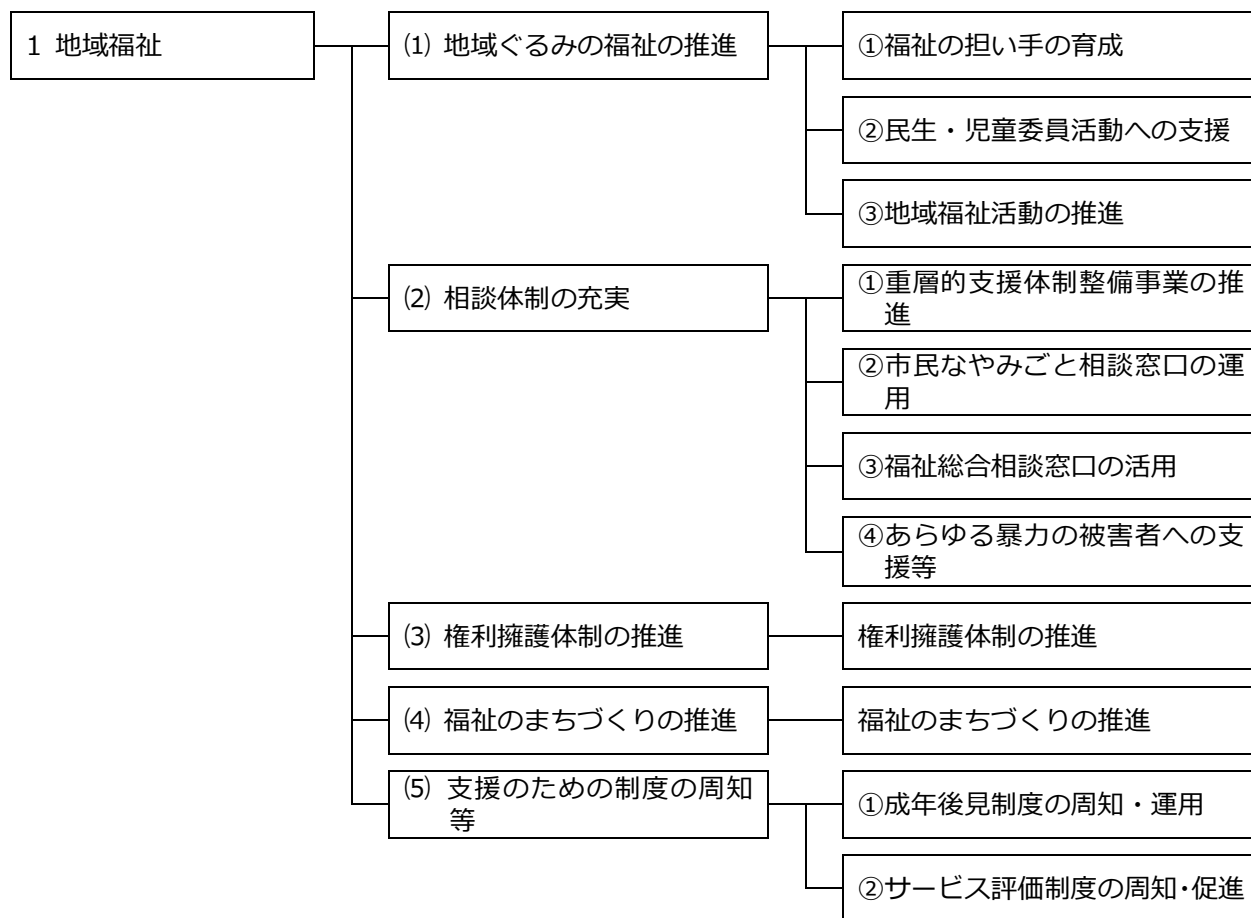 1 地域福祉
⑴ 地域ぐるみの福祉の推進
①福祉の担い手の育成
②民生・児童委員活動への支援
③地域福祉活動の推進
⑵ 相談体制の充実
①重層的支援体制整備事業の推
進
②市民なやみごと相談窓口の運
用
③福祉総合相談窓口の活用
④あらゆる暴力の被害者への支
援等
⑶ 権利擁護体制の推進
権利擁護体制の推進
⑷ 福祉のまちづくりの推進
福祉のまちづくりの推進
⑸ 支援のための制度の周知
等
①成年後見制度の周知・運用
②サービス評価制度の周知・促進